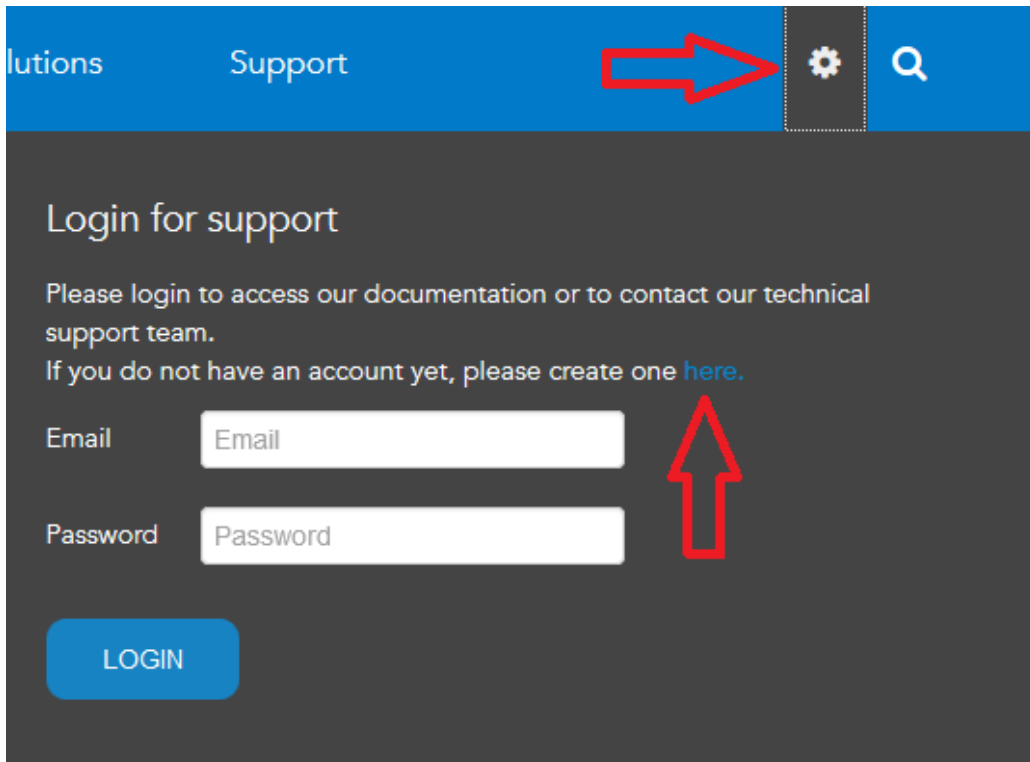 lutions Support
Login for support
Please login to access our documentation or to contact our technical
support team.
If you do not have an account yet, please create one here.
Email Email
Password Password
LOGIN